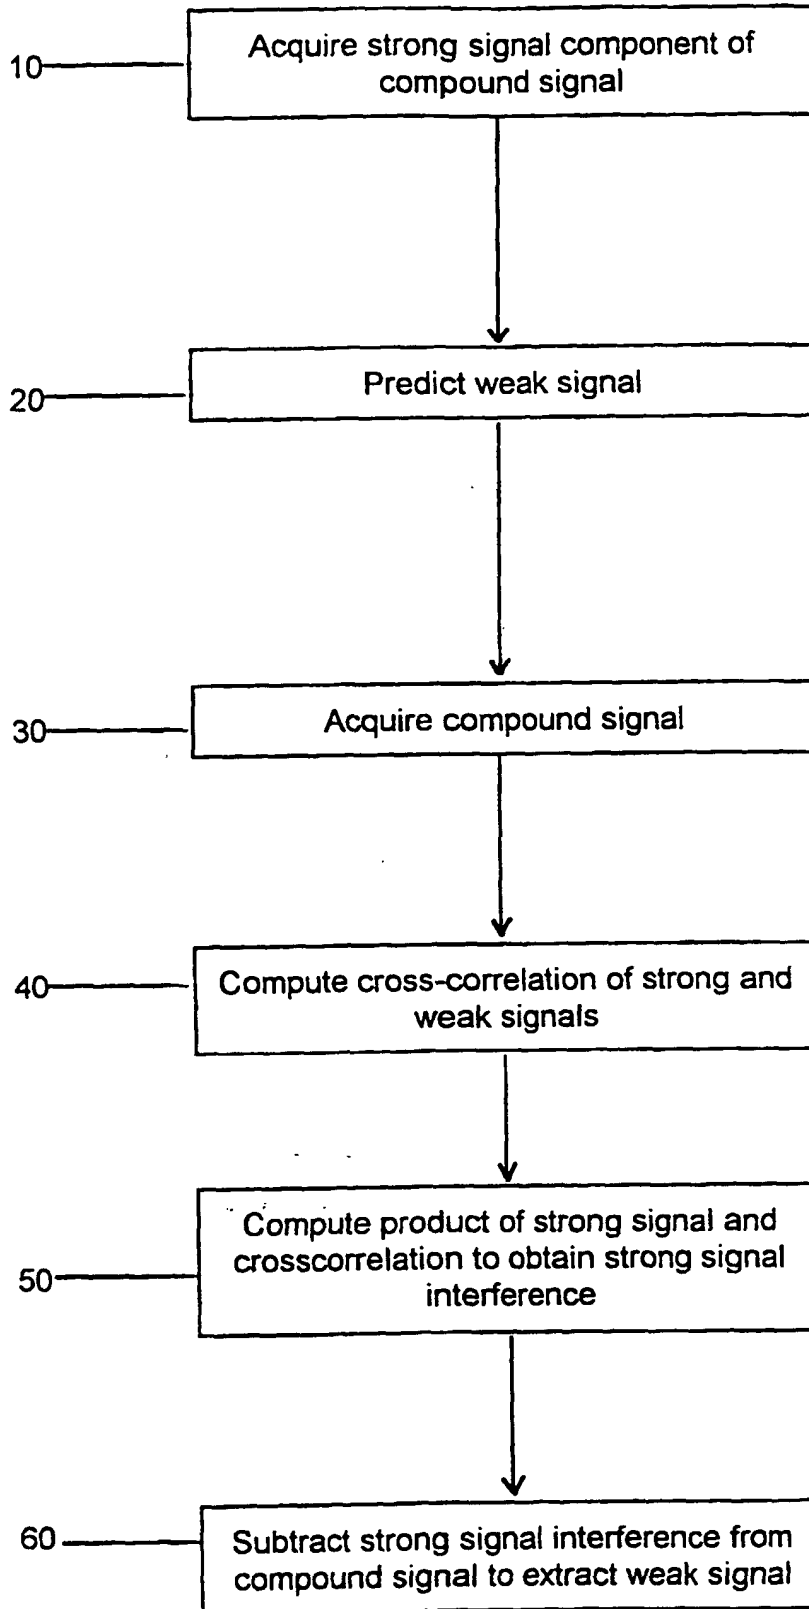 10
Acquire strong signal component of
compound signal
20
Predict weak signal
30
Acquire compound signal
40
Compute cross-correlation of strong and
weak signals
50
Compute product of strong signal and
crosscorrelation to obtain strong signal
interference
60
Subtract strong signal interference from
compound signal to extract weak signal